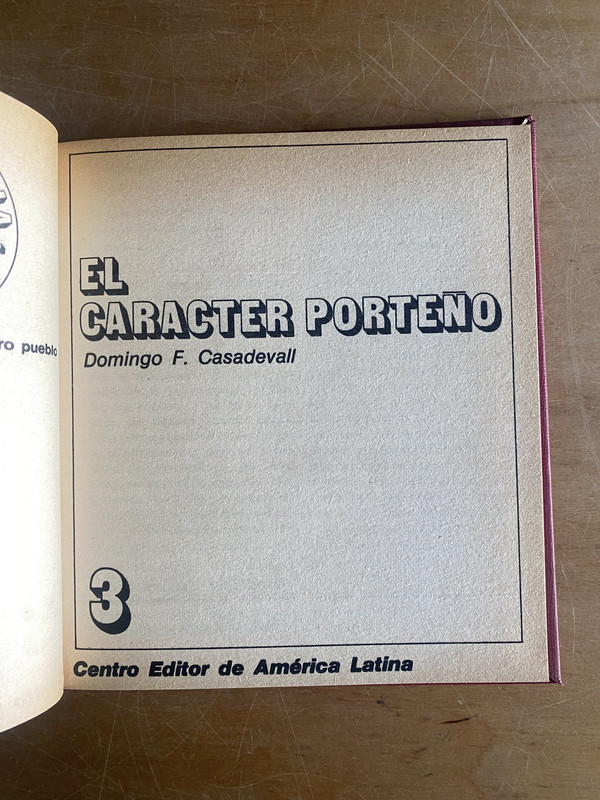 ro pueblo
EL
CARACTER PORTEÑO
Domingo F. Casadevall
3
Centro Editor de América Latina